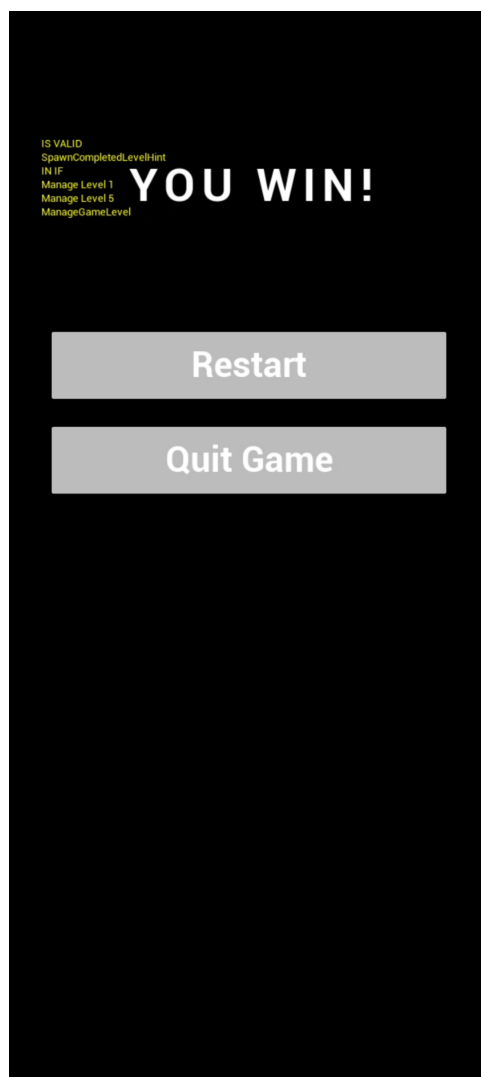 IS VALID
SpawnCompletedLevelHint
IN IF
Manage Level 1
Manage Level 5
ManageGameLevel
YOU WIN!
Restart
Quit Game